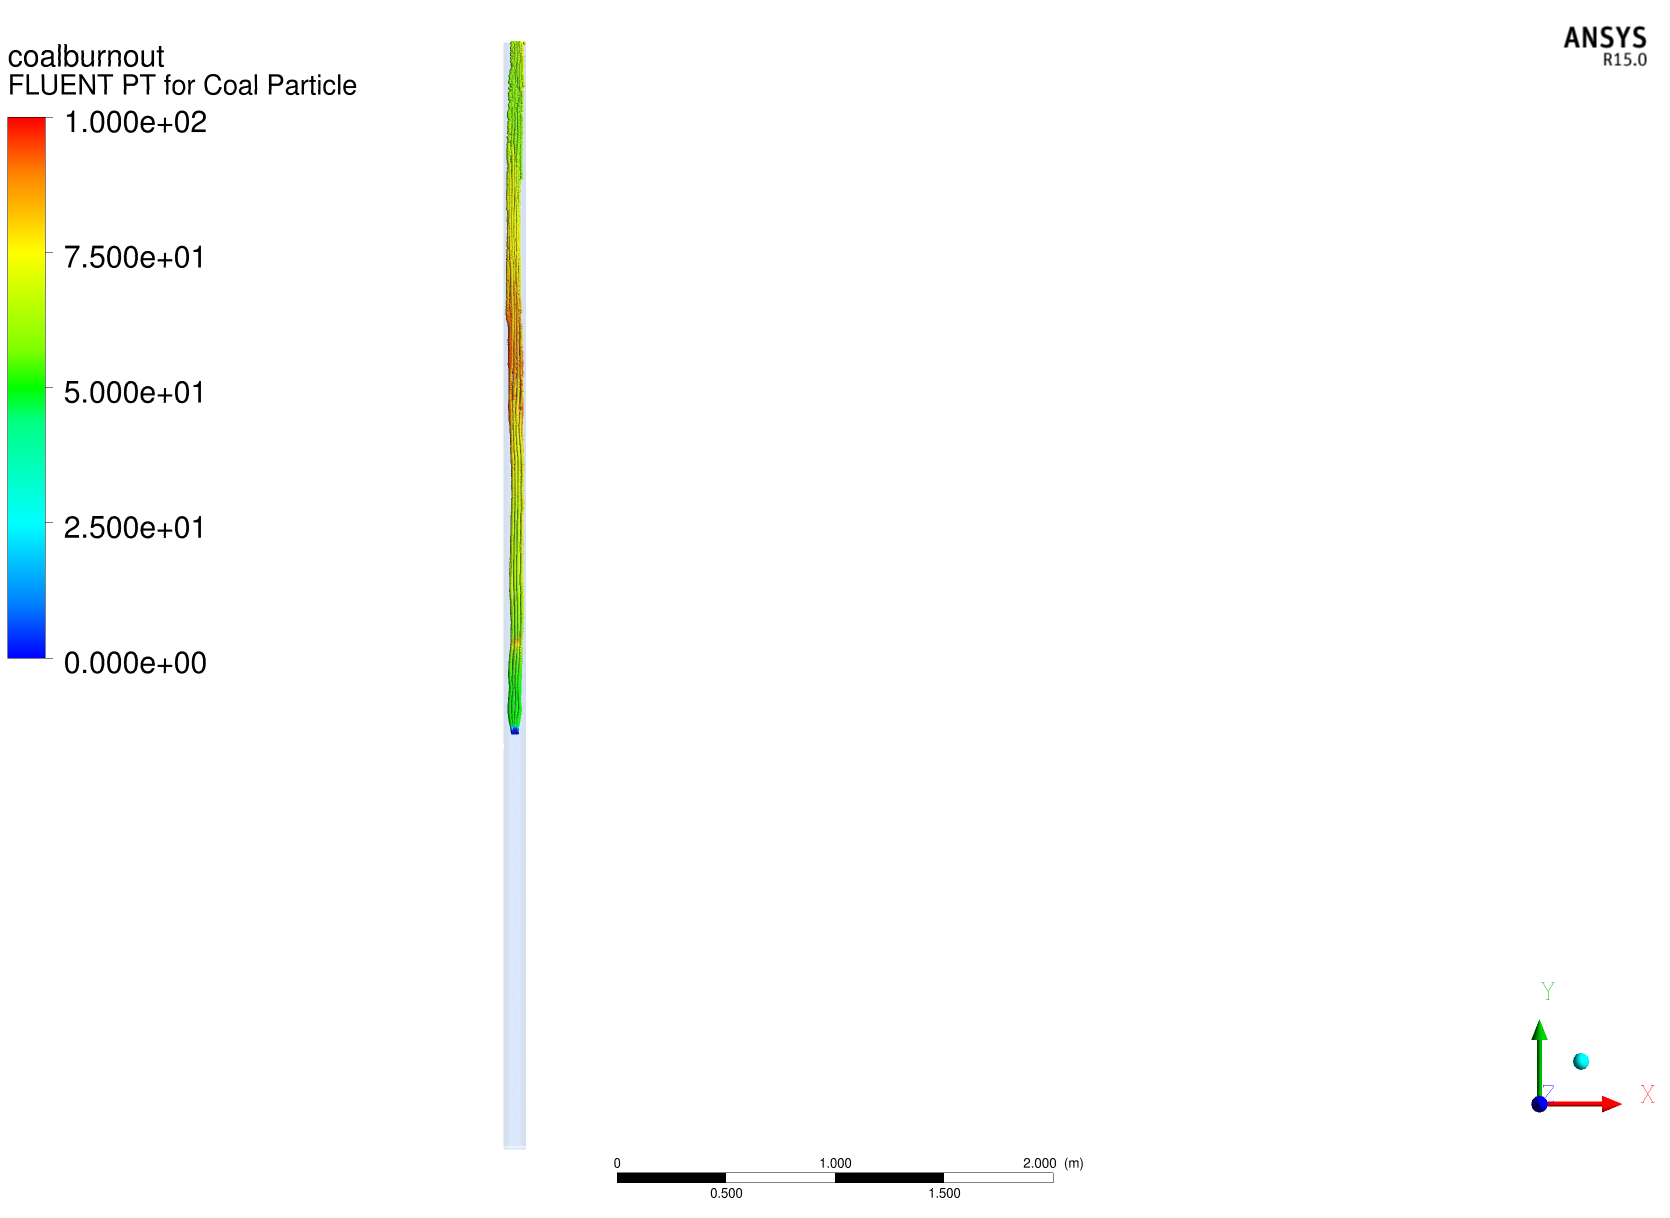 coalburnout
FLUENT PT for Coal Particle
1.000e+02
7.500e+01
5.000e+01
2.500e+01
0.000e+00
ANSYS
R15.0
Y
Z
X
0 1.000 2.000 (m)
0.500 1.500